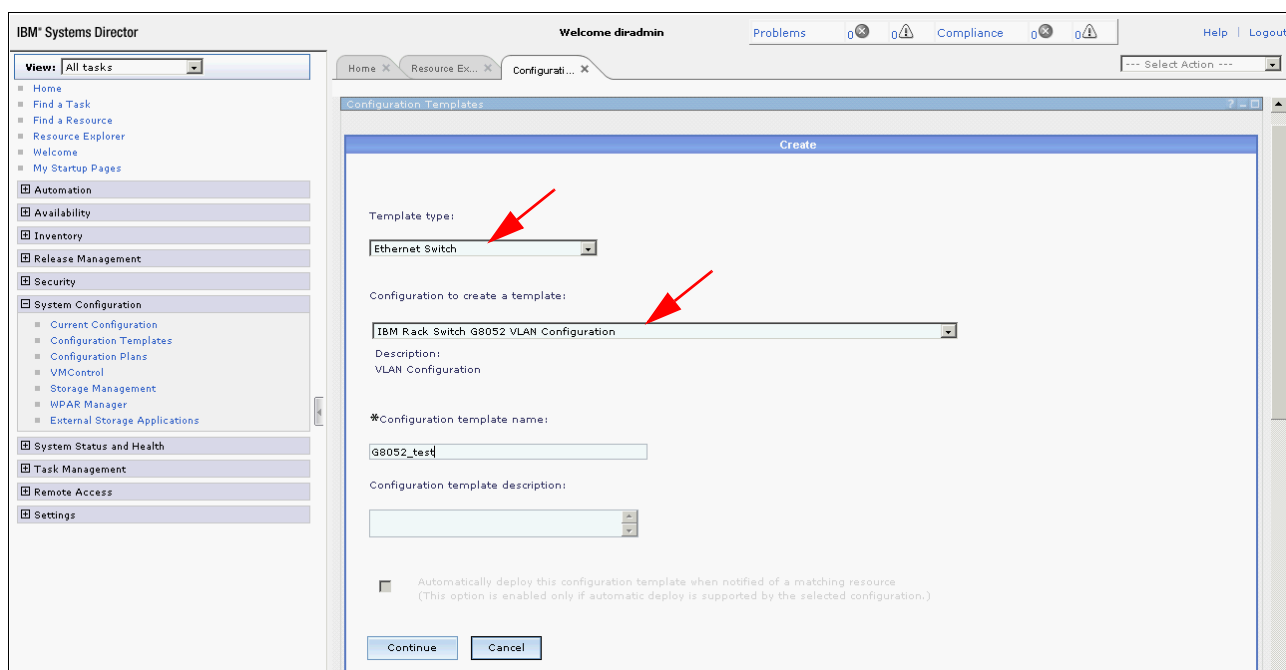 IBM® Systems Director
Welcome diradmin
Problems 0 0 Compliance 0 0
Help | Logout
View: All tasks
Home
Find a Task
Find a Resource
Resource Explorer
Welcome
My Startup Pages
Automation
Availability
Inventory
Release Management
Security
System Configuration
Current Configuration
Configuration Templates
Configuration Plans
VMControl
Storage Management
WPAR Manager
External Storage Applications
System Status and Health
Task Management
Remote Access
Settings
Home × Resource Ex... × Configurati... ×
--- Select Action ---
Configuration Templates
Create
Template type:
Ethernet Switch
Configuration to create a template:
IBM Rack Switch G8052 VLAN Configuration
Description:
VLAN Configuration
*Configuration template name:
G8052_test
Configuration template description:
Automatically deploy this configuration template when notified of a matching resource
(This option is enabled only if automatic deploy is supported by the selected configuration.)
Continue Cancel